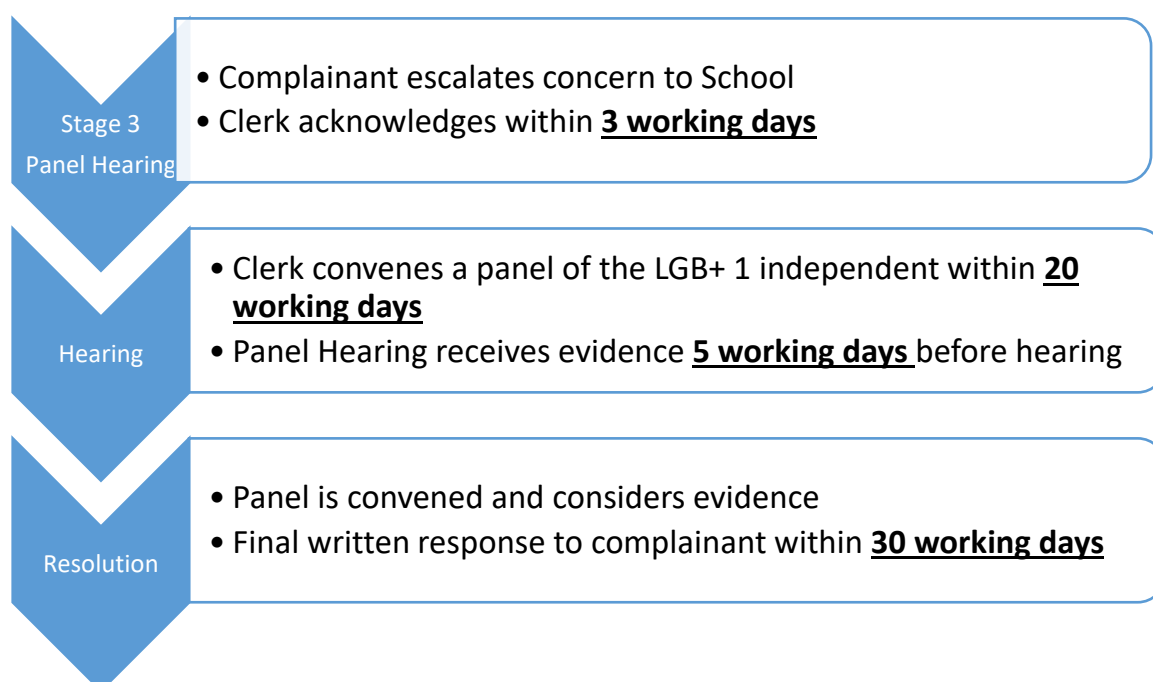 Stage 3
Panel Hearing
• Complainant escalates concern to School
• Clerk acknowledges within 3 working days
Hearing
• Clerk convenes a panel of the LGB+ 1 independent within 20
working days
• Panel Hearing receives evidence 5 working days before hearing
Resolution
• Panel is convened and considers evidence
• Final written response to complainant within 30 working days